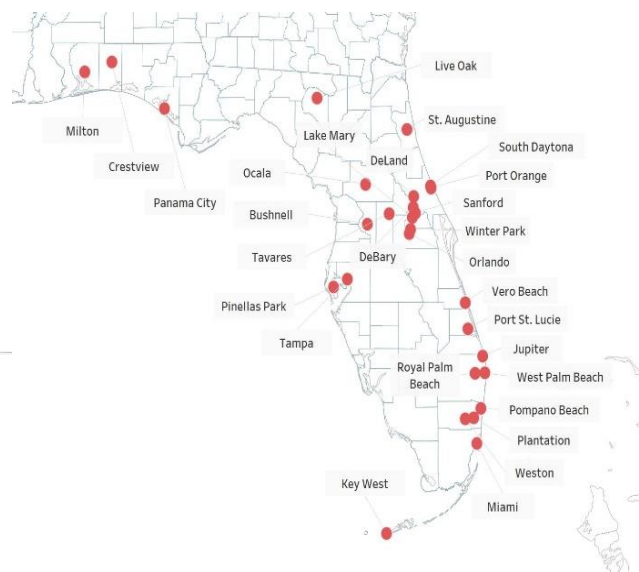 Live Oak
St. Augustine
Milton
Lake Mary
South Daytona
Crestview
DeLand
Ocala
Port Orange
Panama City
Sanford
Bushnell
Winter Park
Tavares
DeBary
Orlando
Vero Beach
Pinellas Park
Port St. Lucie
Tampa
Jupiter
Royal Palm
Beach
West Palm Beach
Pompano Beach
Plantation
Weston
Key West
Miami